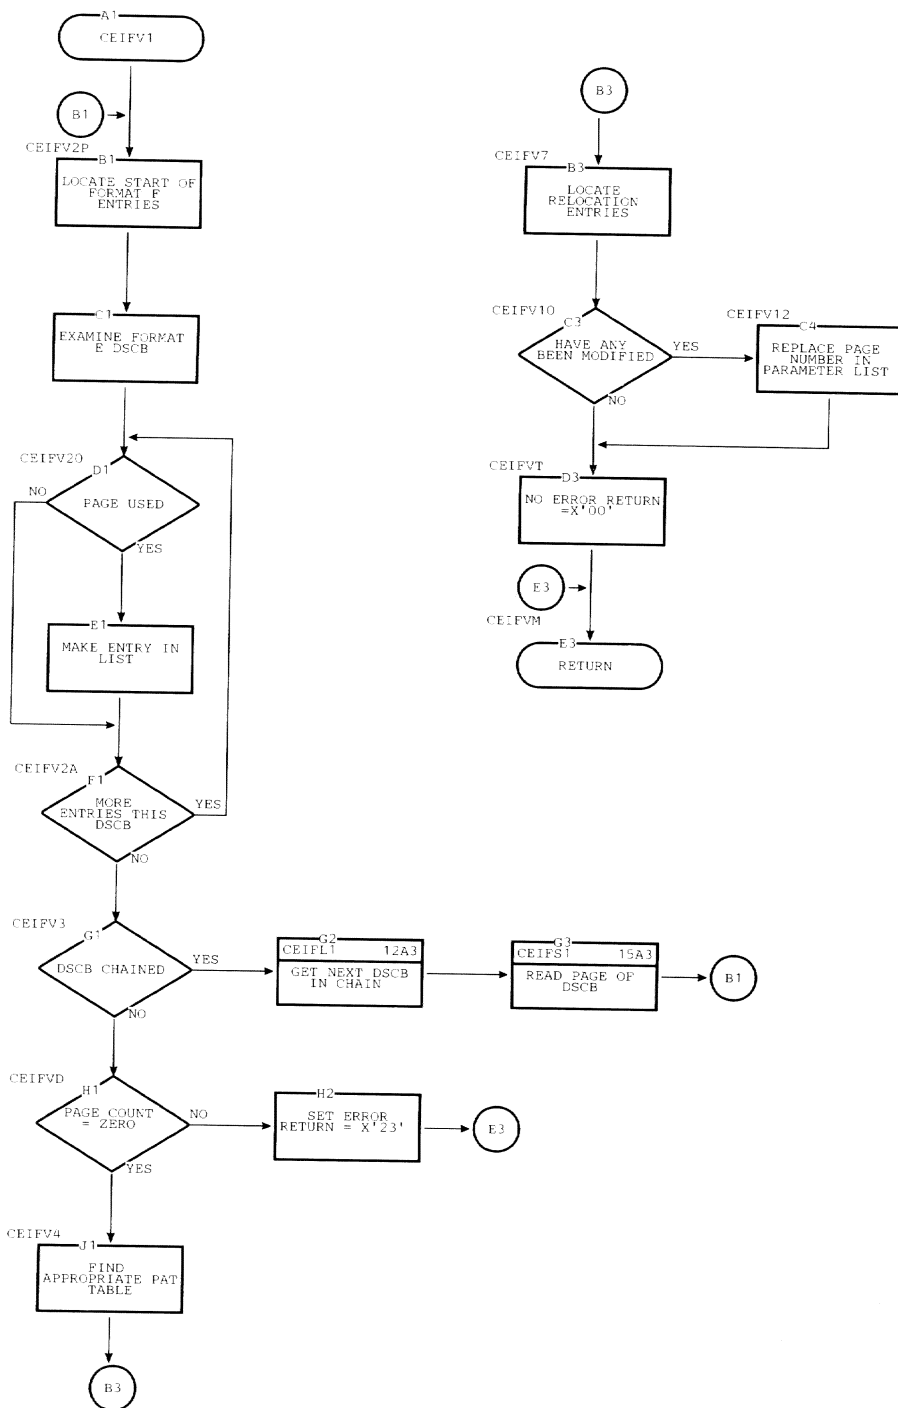 A1
CEIFV1
B1
CEIFV2P
B1
LOCATE START OF
FORMAT F
ENTRIES
C1
EXAMINE FORMAT
E DSCB
CEIFV20
D1
NO
PAGE USED
YES
E1
MAKE ENTRY IN
LIST
CEIFV2A
F1
MORE
ENTRIES THIS
DSCB
YES
NO
CEIFV3
G1
DSCB CHAINED
YES
NO
G2
CEIFL1 12A3
GET NEXT DSCB
IN CHAIN
G3
CEIFS1 15A3
READ PAGE OF
DSCB
B1
CEIFVD
H1
PAGE COUNT
= ZERO
NO
YES
H2
SET ERROR
RETURN = X'23'
E3
CEIFV4
J1
FIND
APPROPRIATE PAT
TABLE
B3
B3
CEIFV7
B3
LOCATE
RELOCATION
ENTRIES
CEIFV10
C3
HAVE ANY
BEEN MODIFIED
YES
NO
CEIFV12
C4
REPLACE PAGE
NUMBER IN
PARAMETER LIST
CEIFVT
D3
NO ERROR RETURN
=X'00'
E3
CEIFVM
E3
RETURN